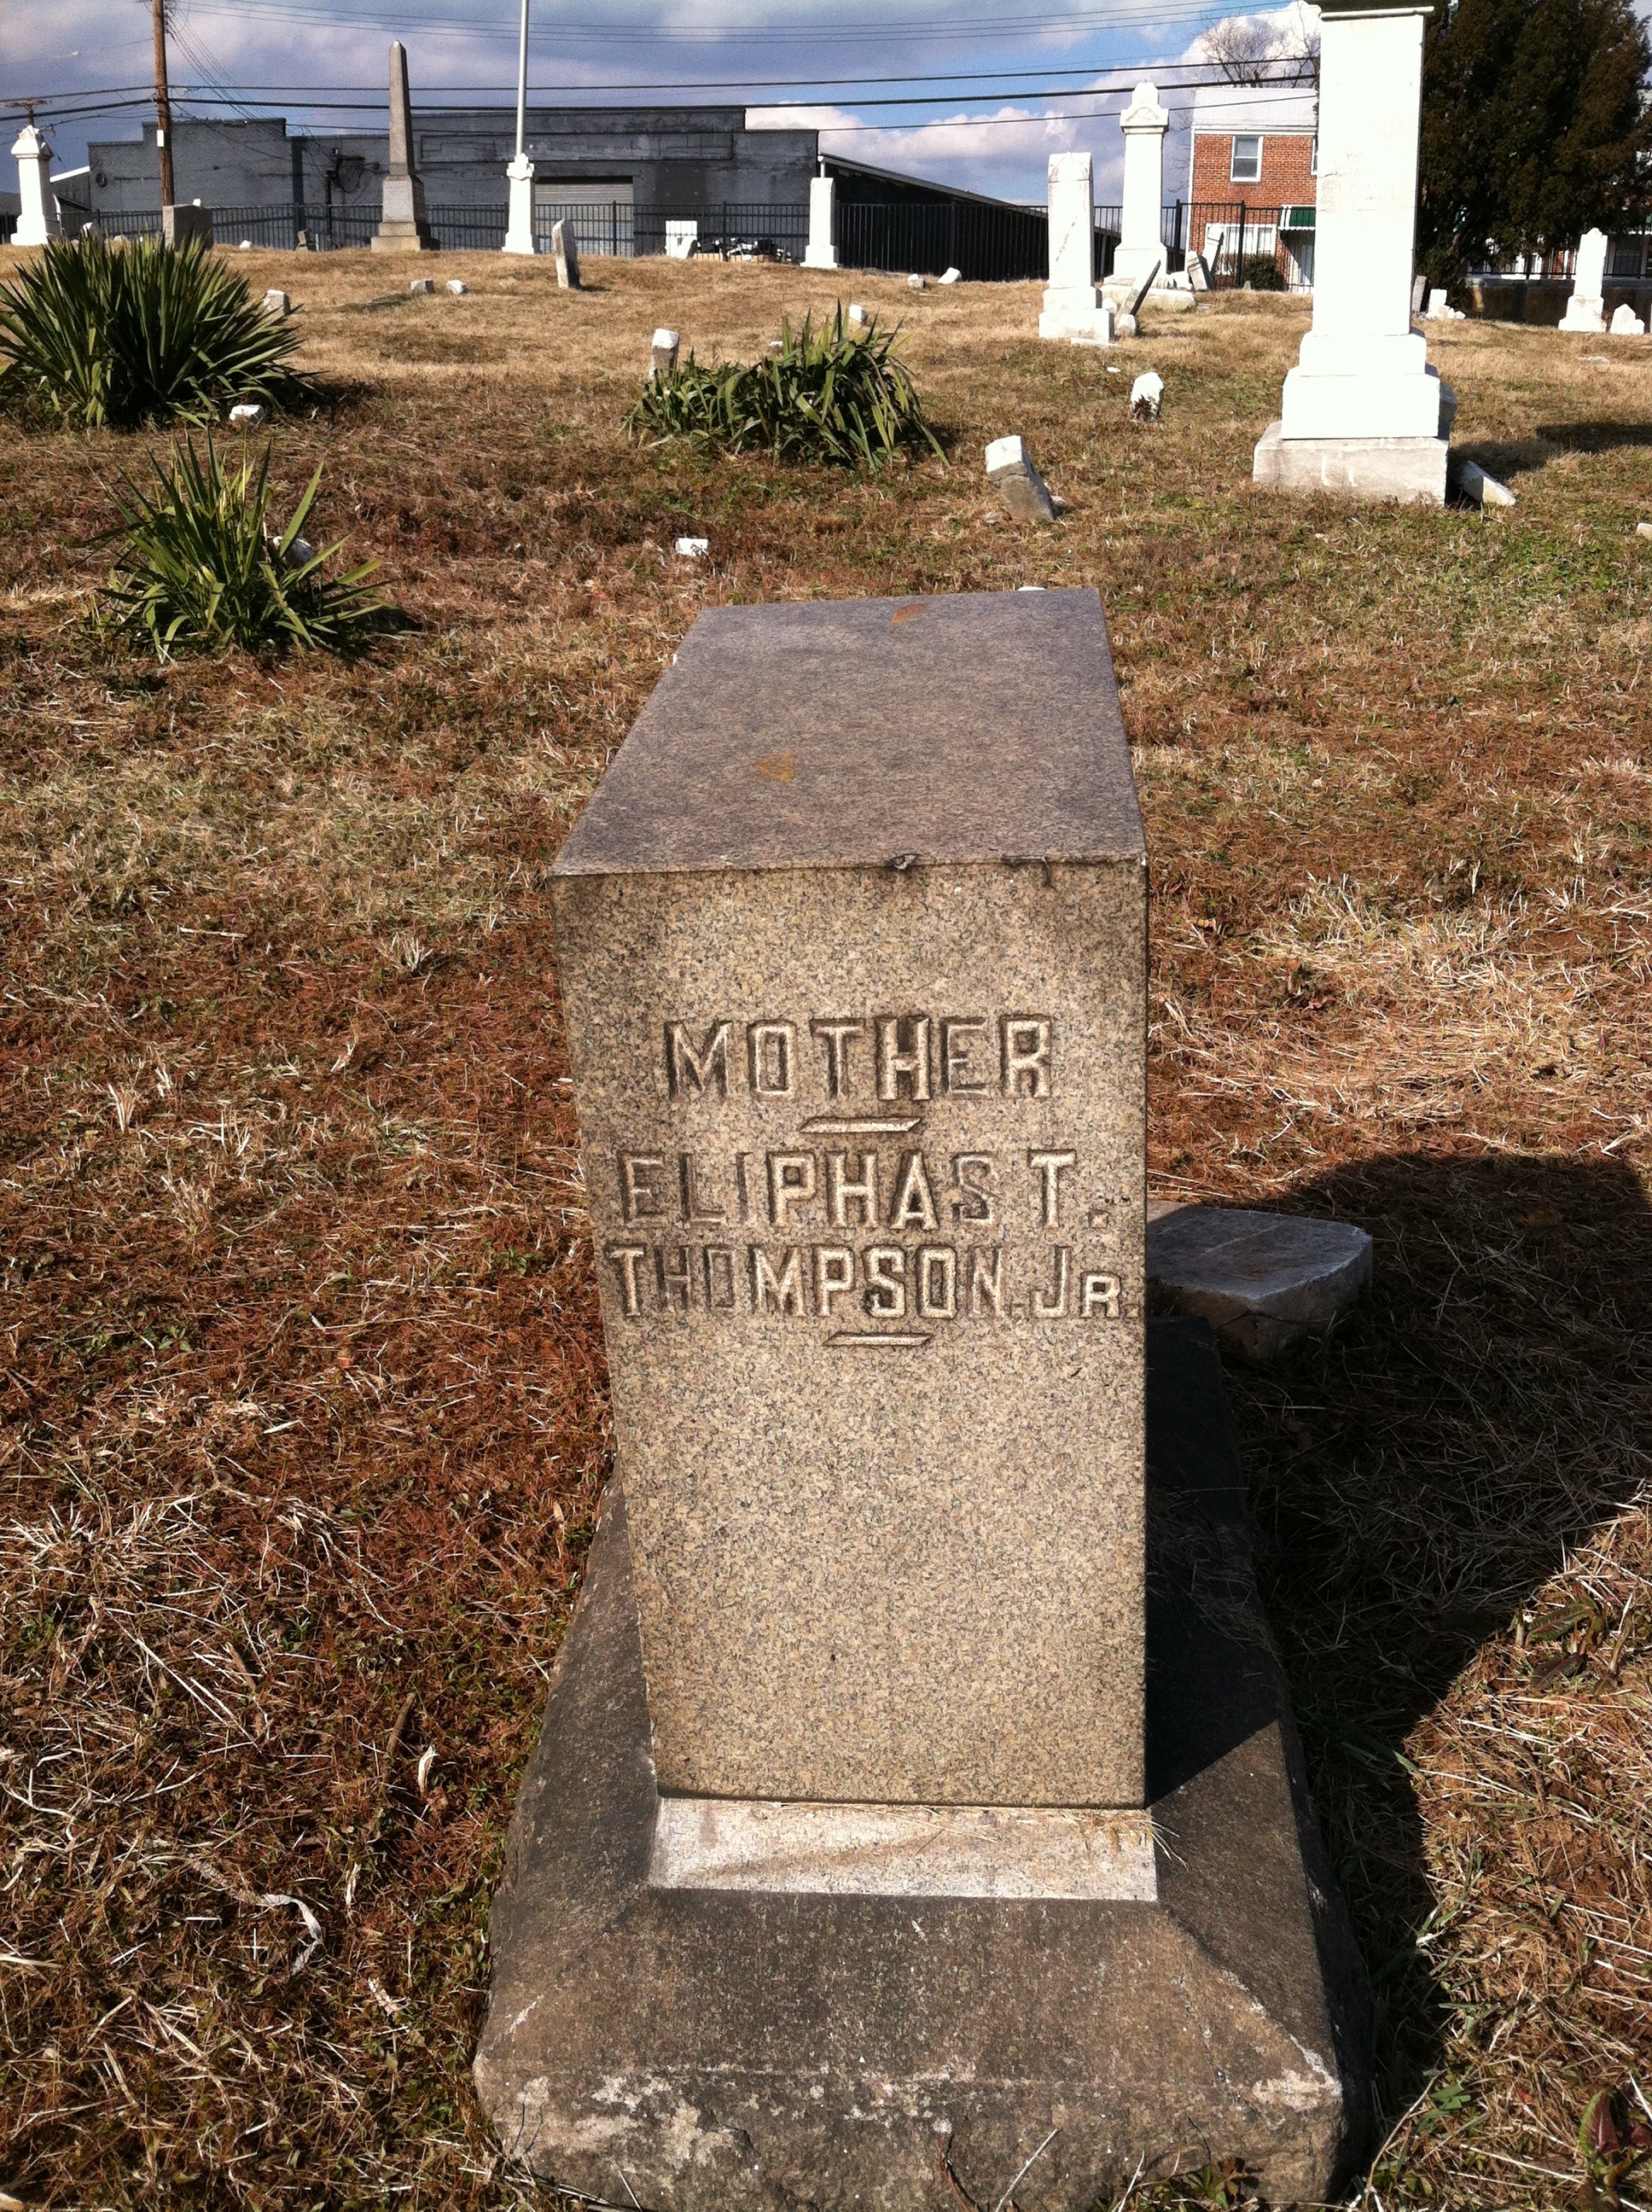 MOTHER
ELIPHAS T.
THOMPSON. JR.